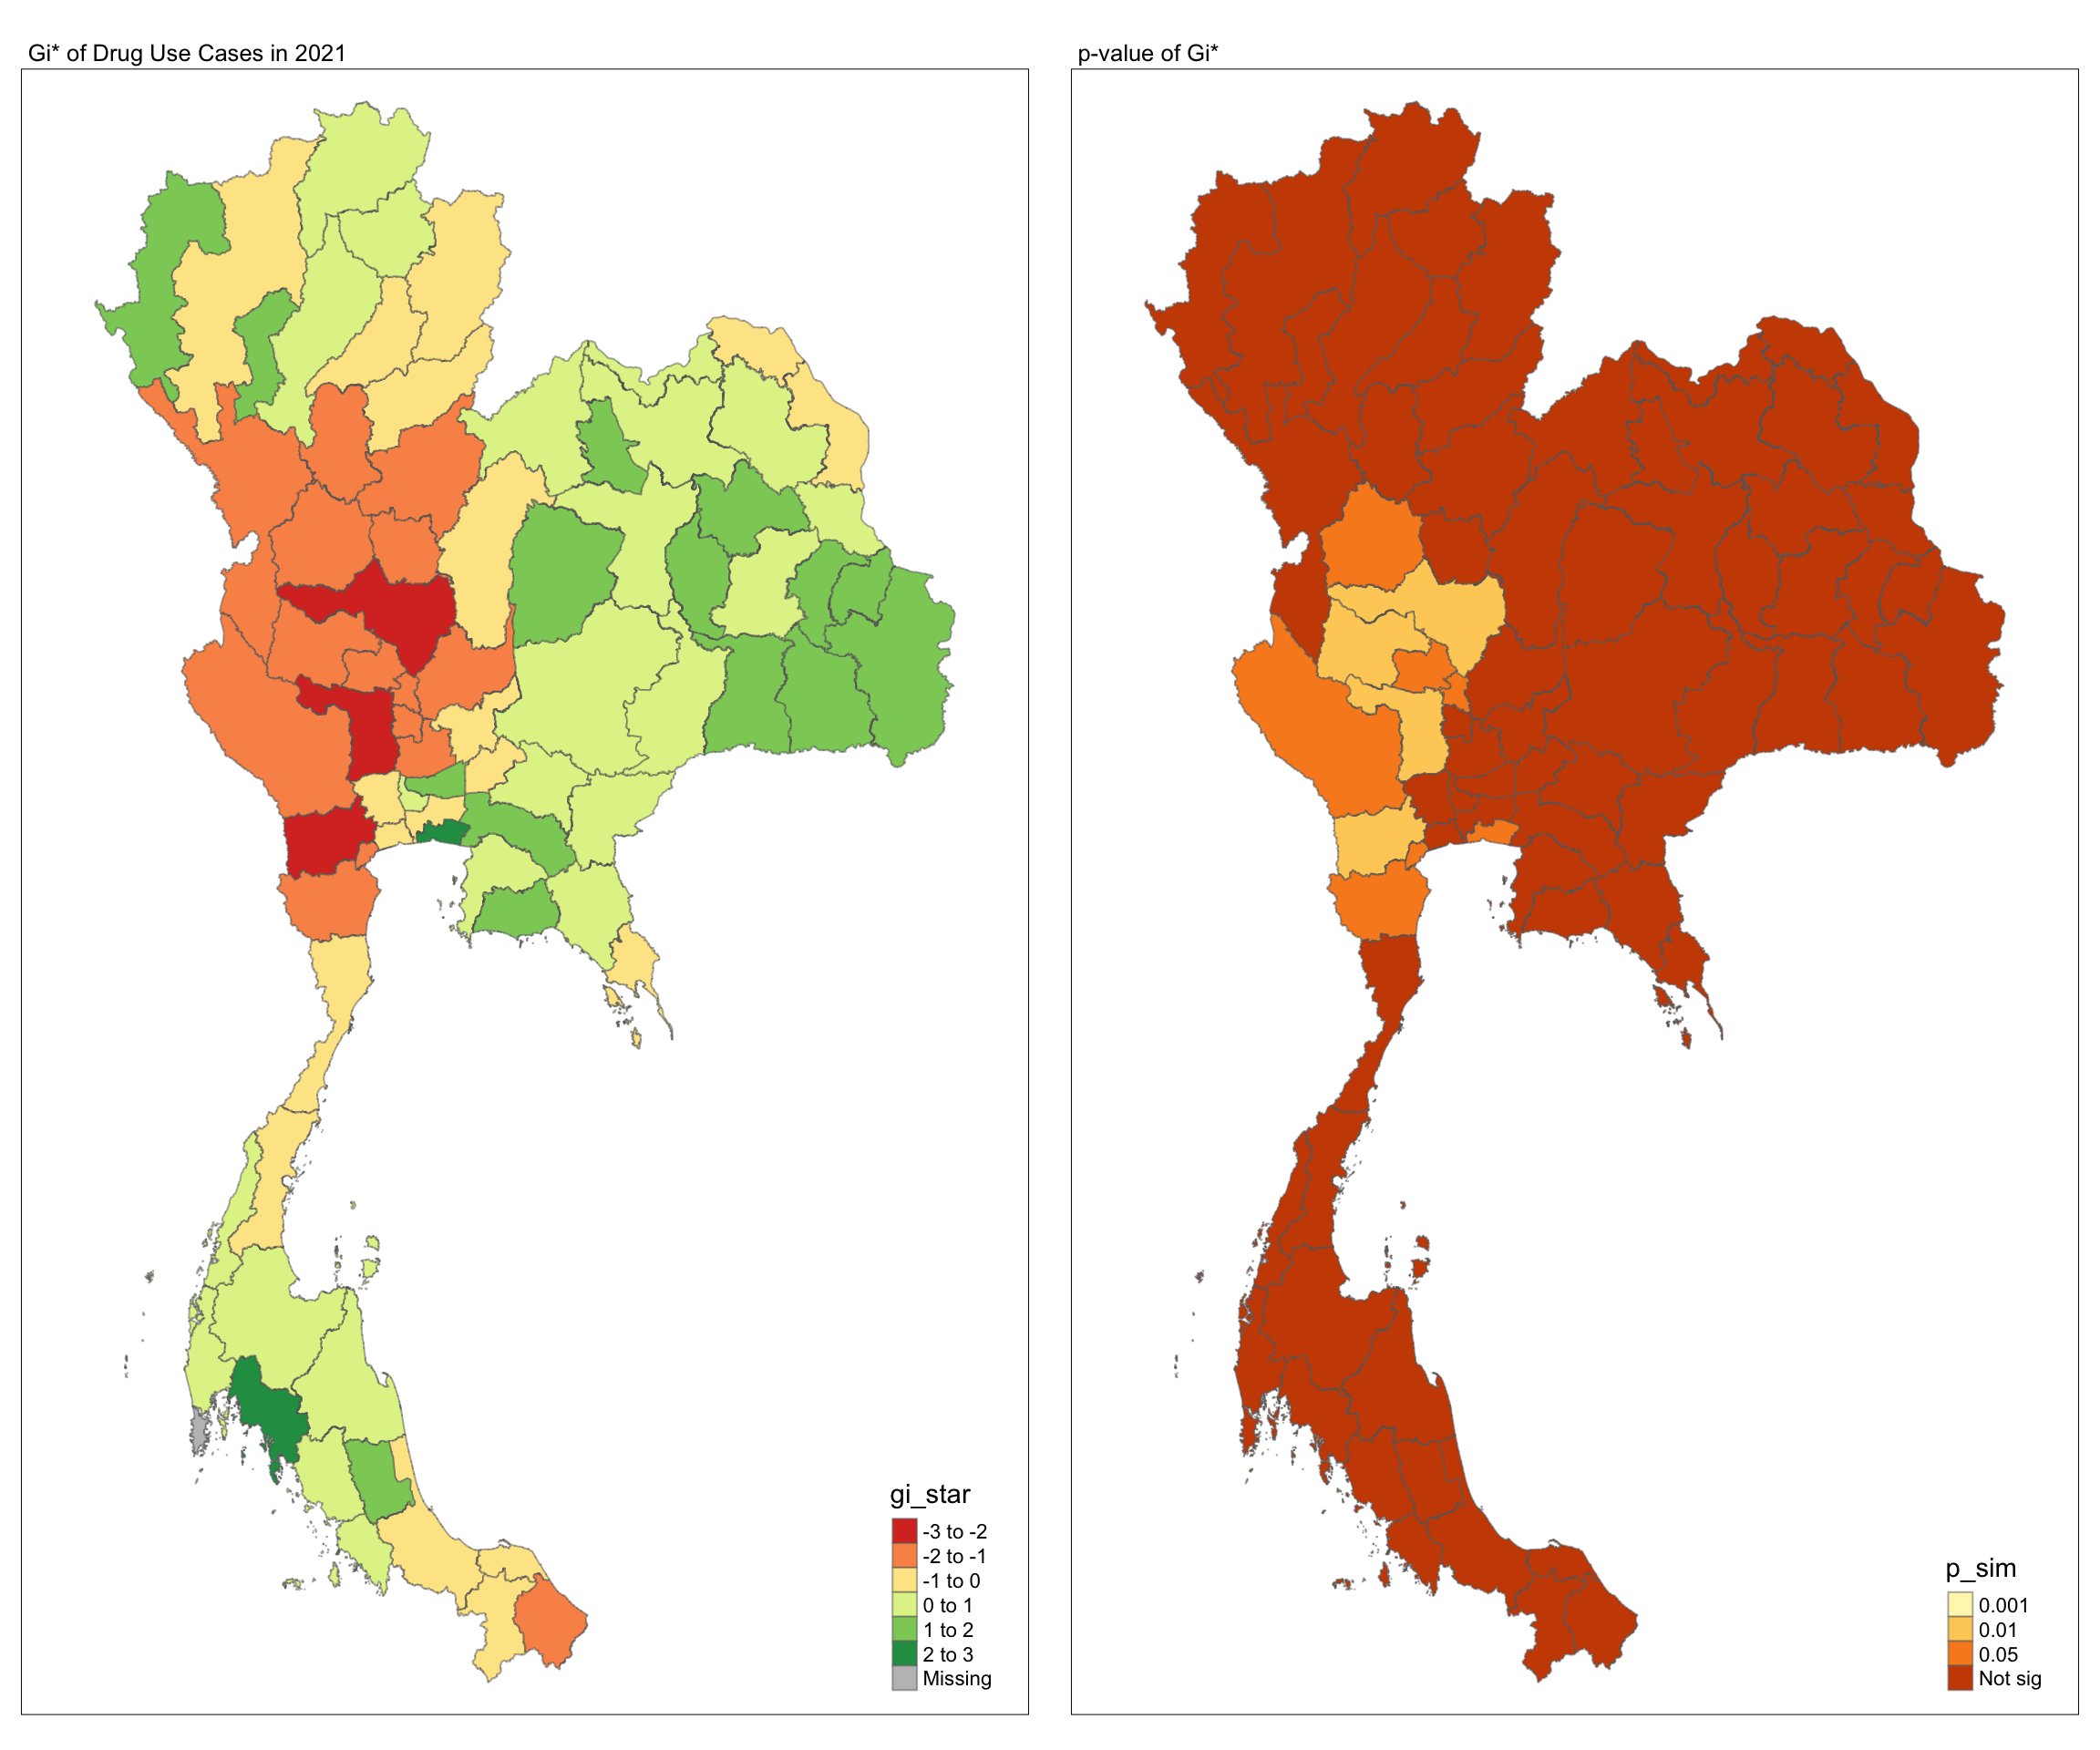 Gi* of Drug Use Cases in 2021
gi_star
-3 to -2
-2 to -1
-1 to 0
0 to 1
1 to 2
2 to 3
Missing
p-value of Gi*
p_sim
0.001
0.01
0.05
Not sig